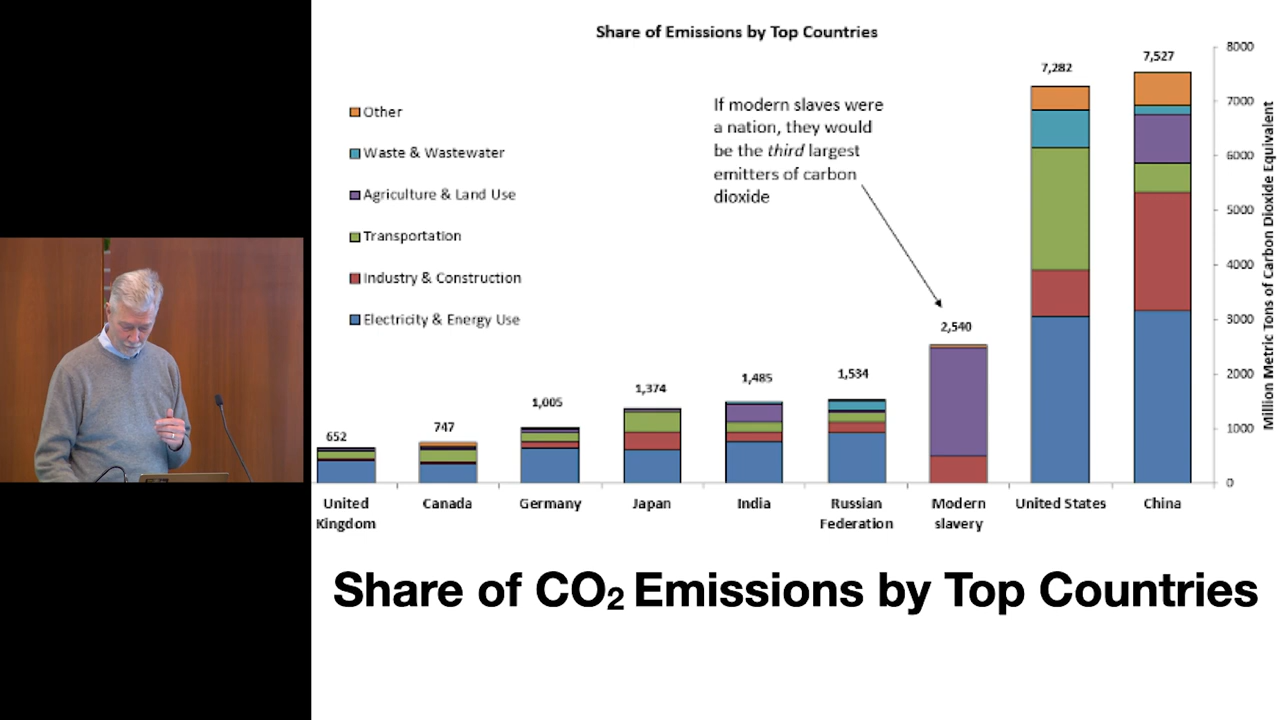 Share of Emissions by Top Countries
Other
Waste & Wastewater
Agriculture & Land Use
Transportation
Industry & Construction
Electricity & Energy Use
If modern slaves were
a nation, they would
be the third largest
emitters of carbon
dioxide
652
747
1,005
1,374
1,485
1,534
2,540
7,282
7,527
8000
7000
6000
5000
4000
3000
2000
1000
0
Million Metric Tons of Carbon Dioxide Equivalent
United
Kingdom
Canada
Germany
Japan
India
Russian
Federation
Modern
slavery
United States
China
Share of CO₂ Emissions by Top Countries